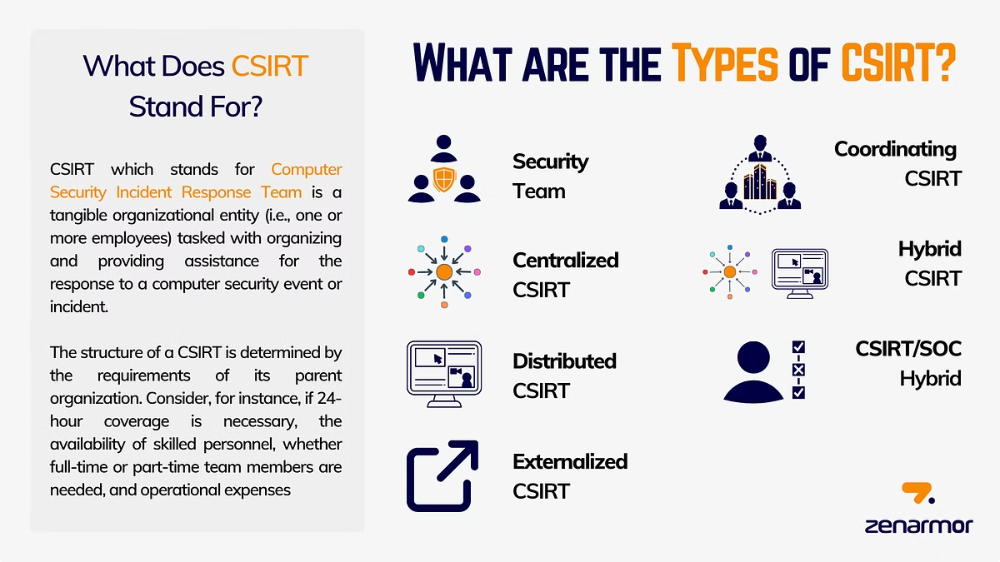 What Does CSIRT
Stand For?
CSIRT which stands for Computer
Security Incident Response Team is a
tangible organizational entity (i.e., one or
more employees) tasked with organizing
and providing assistance for the
response to a computer security event or
incident.
The structure of a CSIRT is determined by
the requirements of its parent
organization. Consider, for instance, if 24-
hour coverage is necessary, the
availability of skilled personnel, whether
full-time or part-time team members are
needed, and operational expenses
WHAT ARE THE TYPES OF CSIRT?
Security
Team
Centralized
CSIRT
Distributed
CSIRT
Externalized
CSIRT
Coordinating
CSIRT
Hybrid
CSIRT
CSIRT/SOC
Hybrid
zenarmor